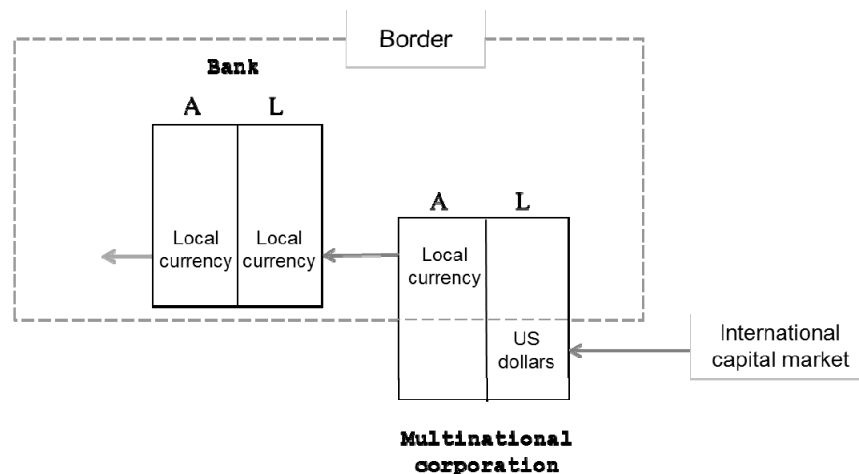 Border
Bank
A L
A L
Local
currency
Local
currency
Local
currency
US
dollars
International
capital market
Multinational
corporation